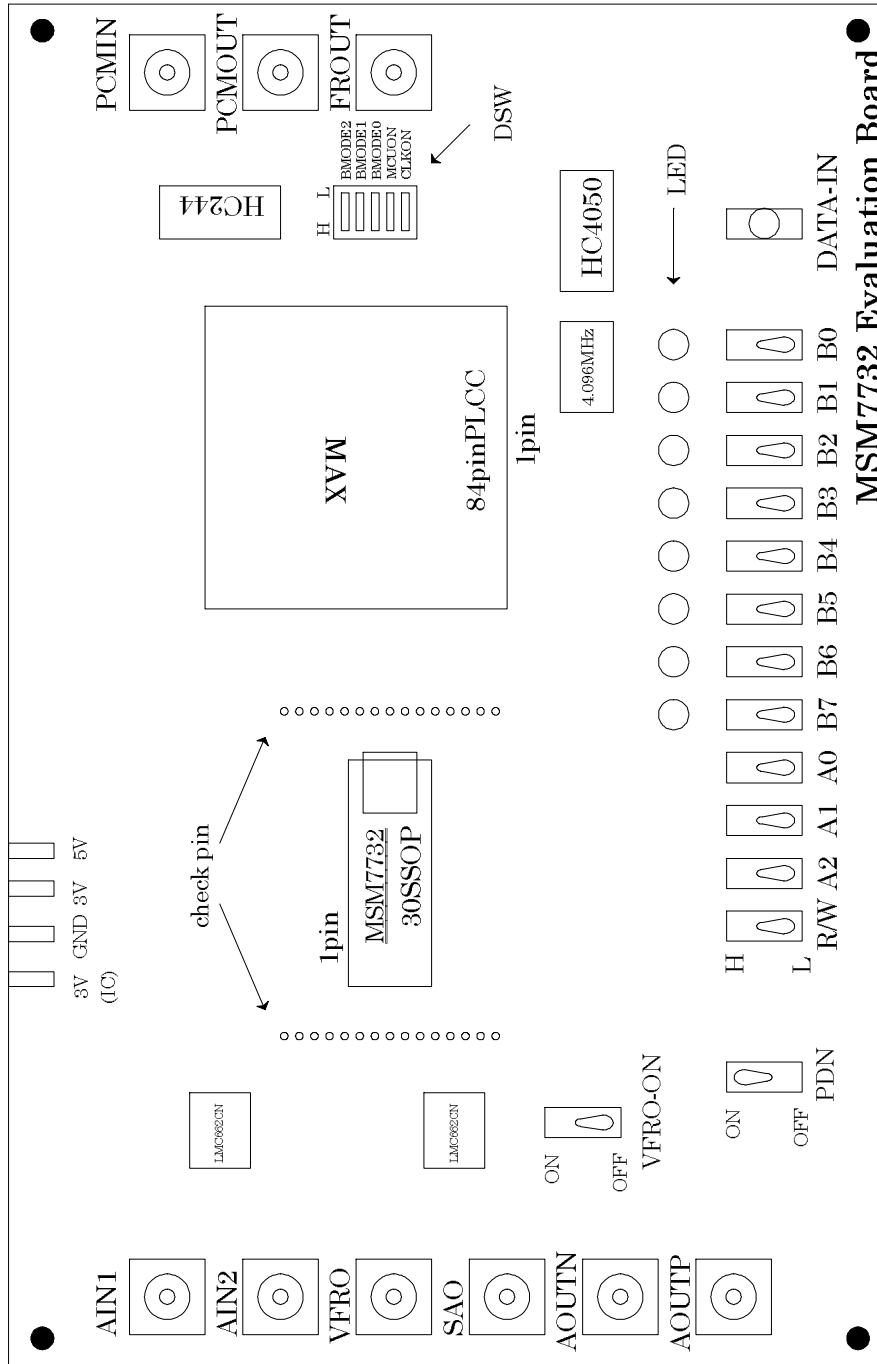 3V GND 3V 5V
(IC)
AIN1
PCMIN
check pin
LMC662CN
HC244
AIN2
PCMOUT
H L
BMODE2
BMODE1
BMODE0
MCUON
CLKON
DSW
VFRO
FROUT
1pin
MSM7732
30SSOP
MAX
84pinPLCC
1pin
LMC662CN
SAO
ON
OFF
VFRO-ON
4.096MHz
HC4050
AOUTN
LED
AOUTP
ON
OFF
PDN
H
L
R/W A2 A1 A0 B7 B6 B5 B4 B3 B2 B1 B0 DATA-IN
MSM7732 Evaluation Board